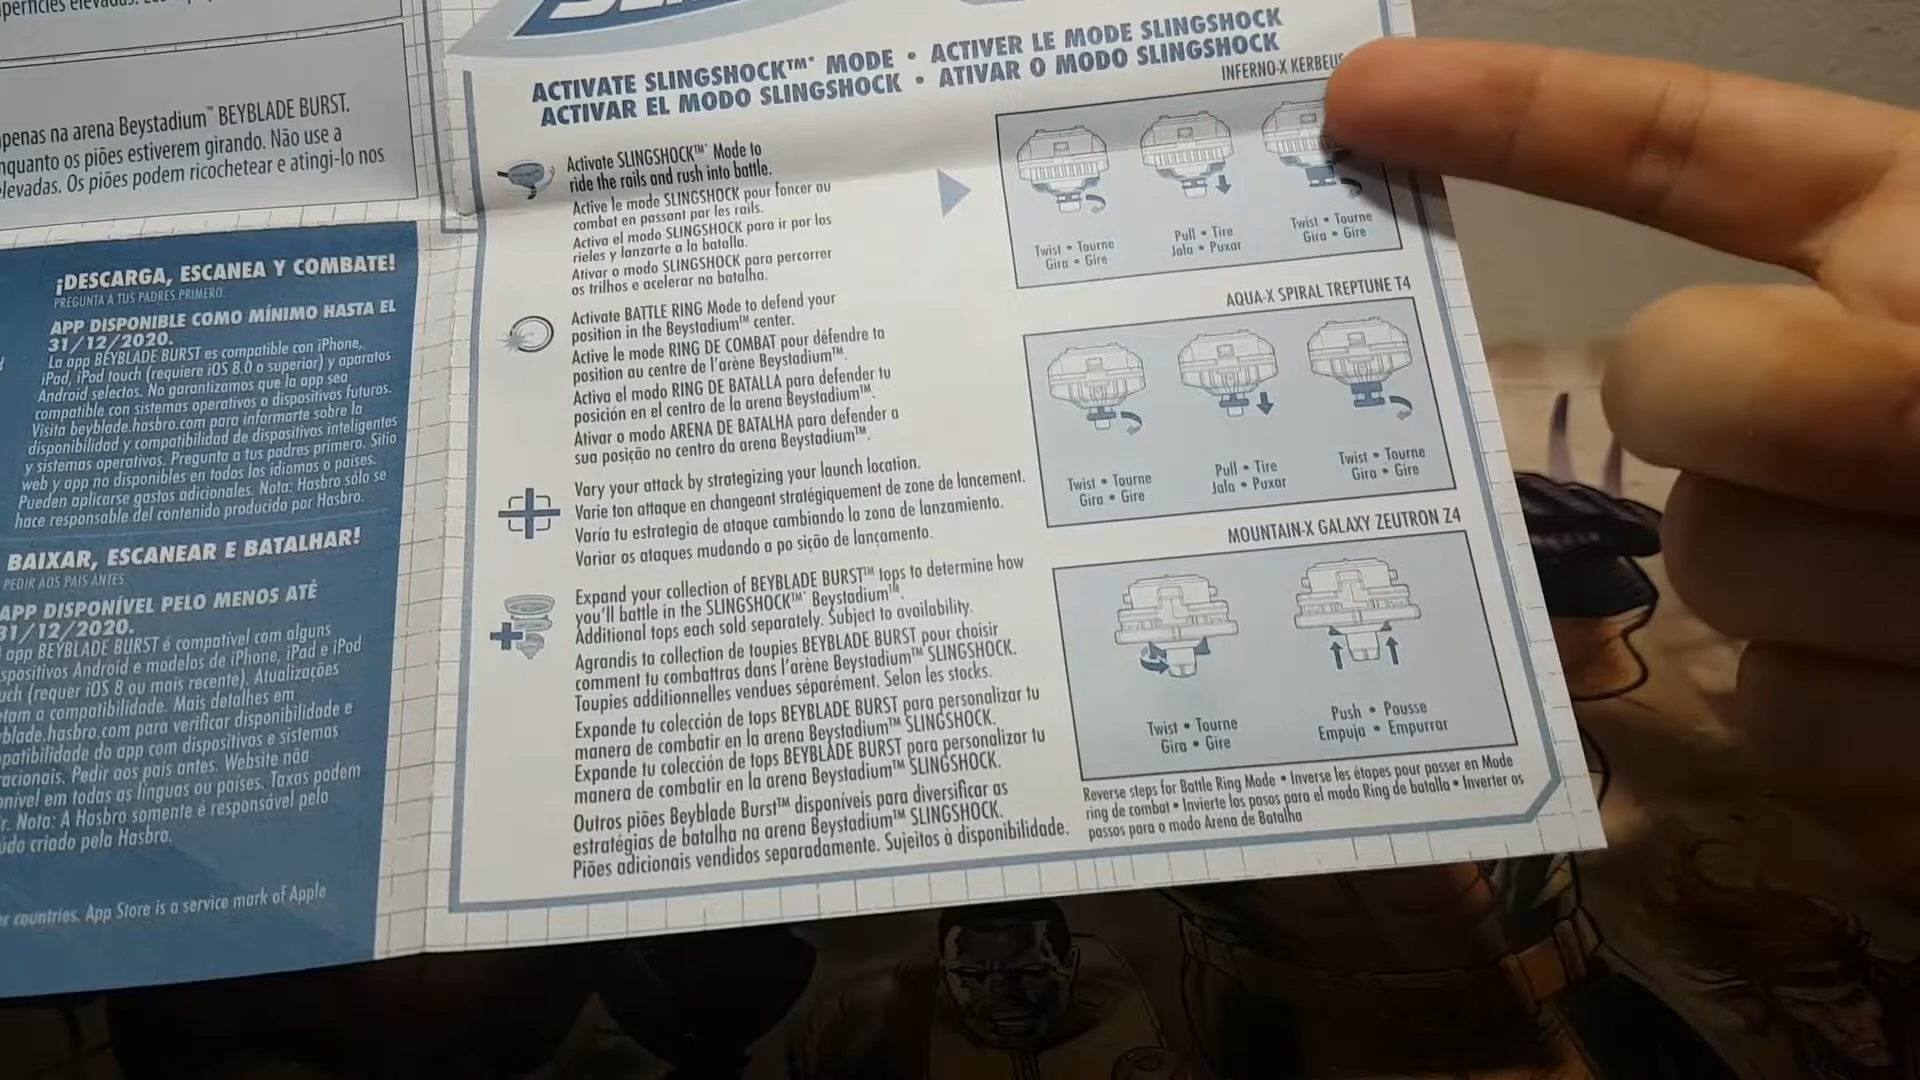 perficies elevadas.
apenas na arena Beystadium™ BEYBLADE BURST.
nquanto os piões estiverem girando. Não use a
elevadas. Os piões podem ricochetear e atingi-lo nos
¡DESCARGA, ESCANEA Y COMBATE!
PREGUNTA A TUS PADRES PRIMERO.
APP DISPONIBLE COMO MÍNIMO HASTA EL
31/12/2020.
La app BEYBLADE BURST es compatible con iPhone,
iPad, iPod touch (requiere iOS 8.0 o superior) y aparatos
Android selectos. No garantizamos que la app sea
compatible con sistemas operativos o dispositivos futuros.
Visita beyblade.hasbro.com para informarte sobre la
disponibilidad y compatibilidad de dispositivos inteligentes
y sistemas operativos. Pregunta a tus padres primero. Sitio
web y app no disponibles en todos los idiomas o países.
Pueden aplicarse gastos adicionales. Nota: Hasbro sólo se
hace responsable del contenido producido por Hasbro.
BAIXAR, ESCANEAR E BATALHAR!
PEDIR AOS PAIS ANTES.
APP DISPONÍVEL PELO MENOS ATÉ
31/12/2020.
app BEYBLADE BURST é compatível com alguns
spositivos Android e modelos de iPhone, iPad e iPod
uch (requer iOS 8 ou mais recente). Atualizações
etam a compatibilidade. Mais detalhes em
yblade.hasbro.com para verificar disponibilidade e
mpatibilidade do app com dispositivos e sistemas
racionais. Pedir aos pais antes. Website não
onível em todas as línguas ou países. Taxas podem
r. Nota: A Hasbro somente é responsável pelo
údo criado pela Hasbro.
er countries. App Store is a service mark of Apple
ACTIVATE SLINGSHOCK™* MODE • ACTIVER LE MODE SLINGSHOCK
ACTIVAR EL MODO SLINGSHOCK • ATIVAR O MODO SLINGSHOCK
Activate SLINGSHOCK™* Mode to
ride the rails and rush into battle.
Active le mode SLINGSHOCK pour foncer au
combat en passant par les rails.
Activa el modo SLINGSHOCK para ir por los
rieles y lanzarte a la batalla.
Ativar o modo SLINGSHOCK para percorrer
os trilhos e acelerar na batalha.
Activate BATTLE RING Mode to defend your
position in the Beystadium™ center.
Active le mode RING DE COMBAT pour défendre ta
position au centre de l'arène Beystadium™.
Activa el modo RING DE BATALLA para defender tu
posición en el centro de la arena Beystadium™.
Ativar o modo ARENA DE BATALHA para defender a
sua posição no centro da arena Beystadium™.
Vary your attack by strategizing your launch location.
Varie ton attaque en changeant stratégiquement de zone de lancement.
Varía tu estrategia de ataque cambiando la zona de lanzamiento.
Variar os ataques mudando a po sição de lançamento.
Expand your collection of BEYBLADE BURST™ tops to determine how
you'll battle in the SLINGSHOCK™* Beystadium™.
Additional tops each sold separately. Subject to availability.
Agrandis ta collection de toupies BEYBLADE BURST pour choisir
comment tu combattras dans l'arène Beystadium™ SLINGSHOCK.
Toupies additionnelles vendues séparément. Selon les stocks.
Expande tu colección de tops BEYBLADE BURST para personalizar tu
manera de combatir en la arena Beystadium™ SLINGSHOCK.
Expande tu colección de tops BEYBLADE BURST para personalizar tu
manera de combatir en la arena Beystadium™ SLINGSHOCK.
Outros piões Beyblade Burst™ disponíveis para diversificar as
estratégias de batalha na arena Beystadium™ SLINGSHOCK.
Piões adicionais vendidos separadamente. Sujeitos à disponibilidade.
INFERNO-X KERBEUS
Twist • Tourne
Gira • Gire
Pull • Tire
Jala • Puxar
Twist • Tourne
Gira • Gire
AQUA-X SPIRAL TREPTUNE T4
Twist • Tourne
Gira • Gire
Pull • Tire
Jala • Puxar
Twist • Tourne
Gira • Gire
MOUNTAIN-X GALAXY ZEUTRON Z4
Twist • Tourne
Gira • Gire
Push • Pousse
Empuja • Empurrar
Reverse steps for Battle Ring Mode • Inverse les étapes pour passer en Mode
ring de combat • Invierte los pasos para el modo Ring de batalla • Inverter os
passos para o modo Arena de Batalha